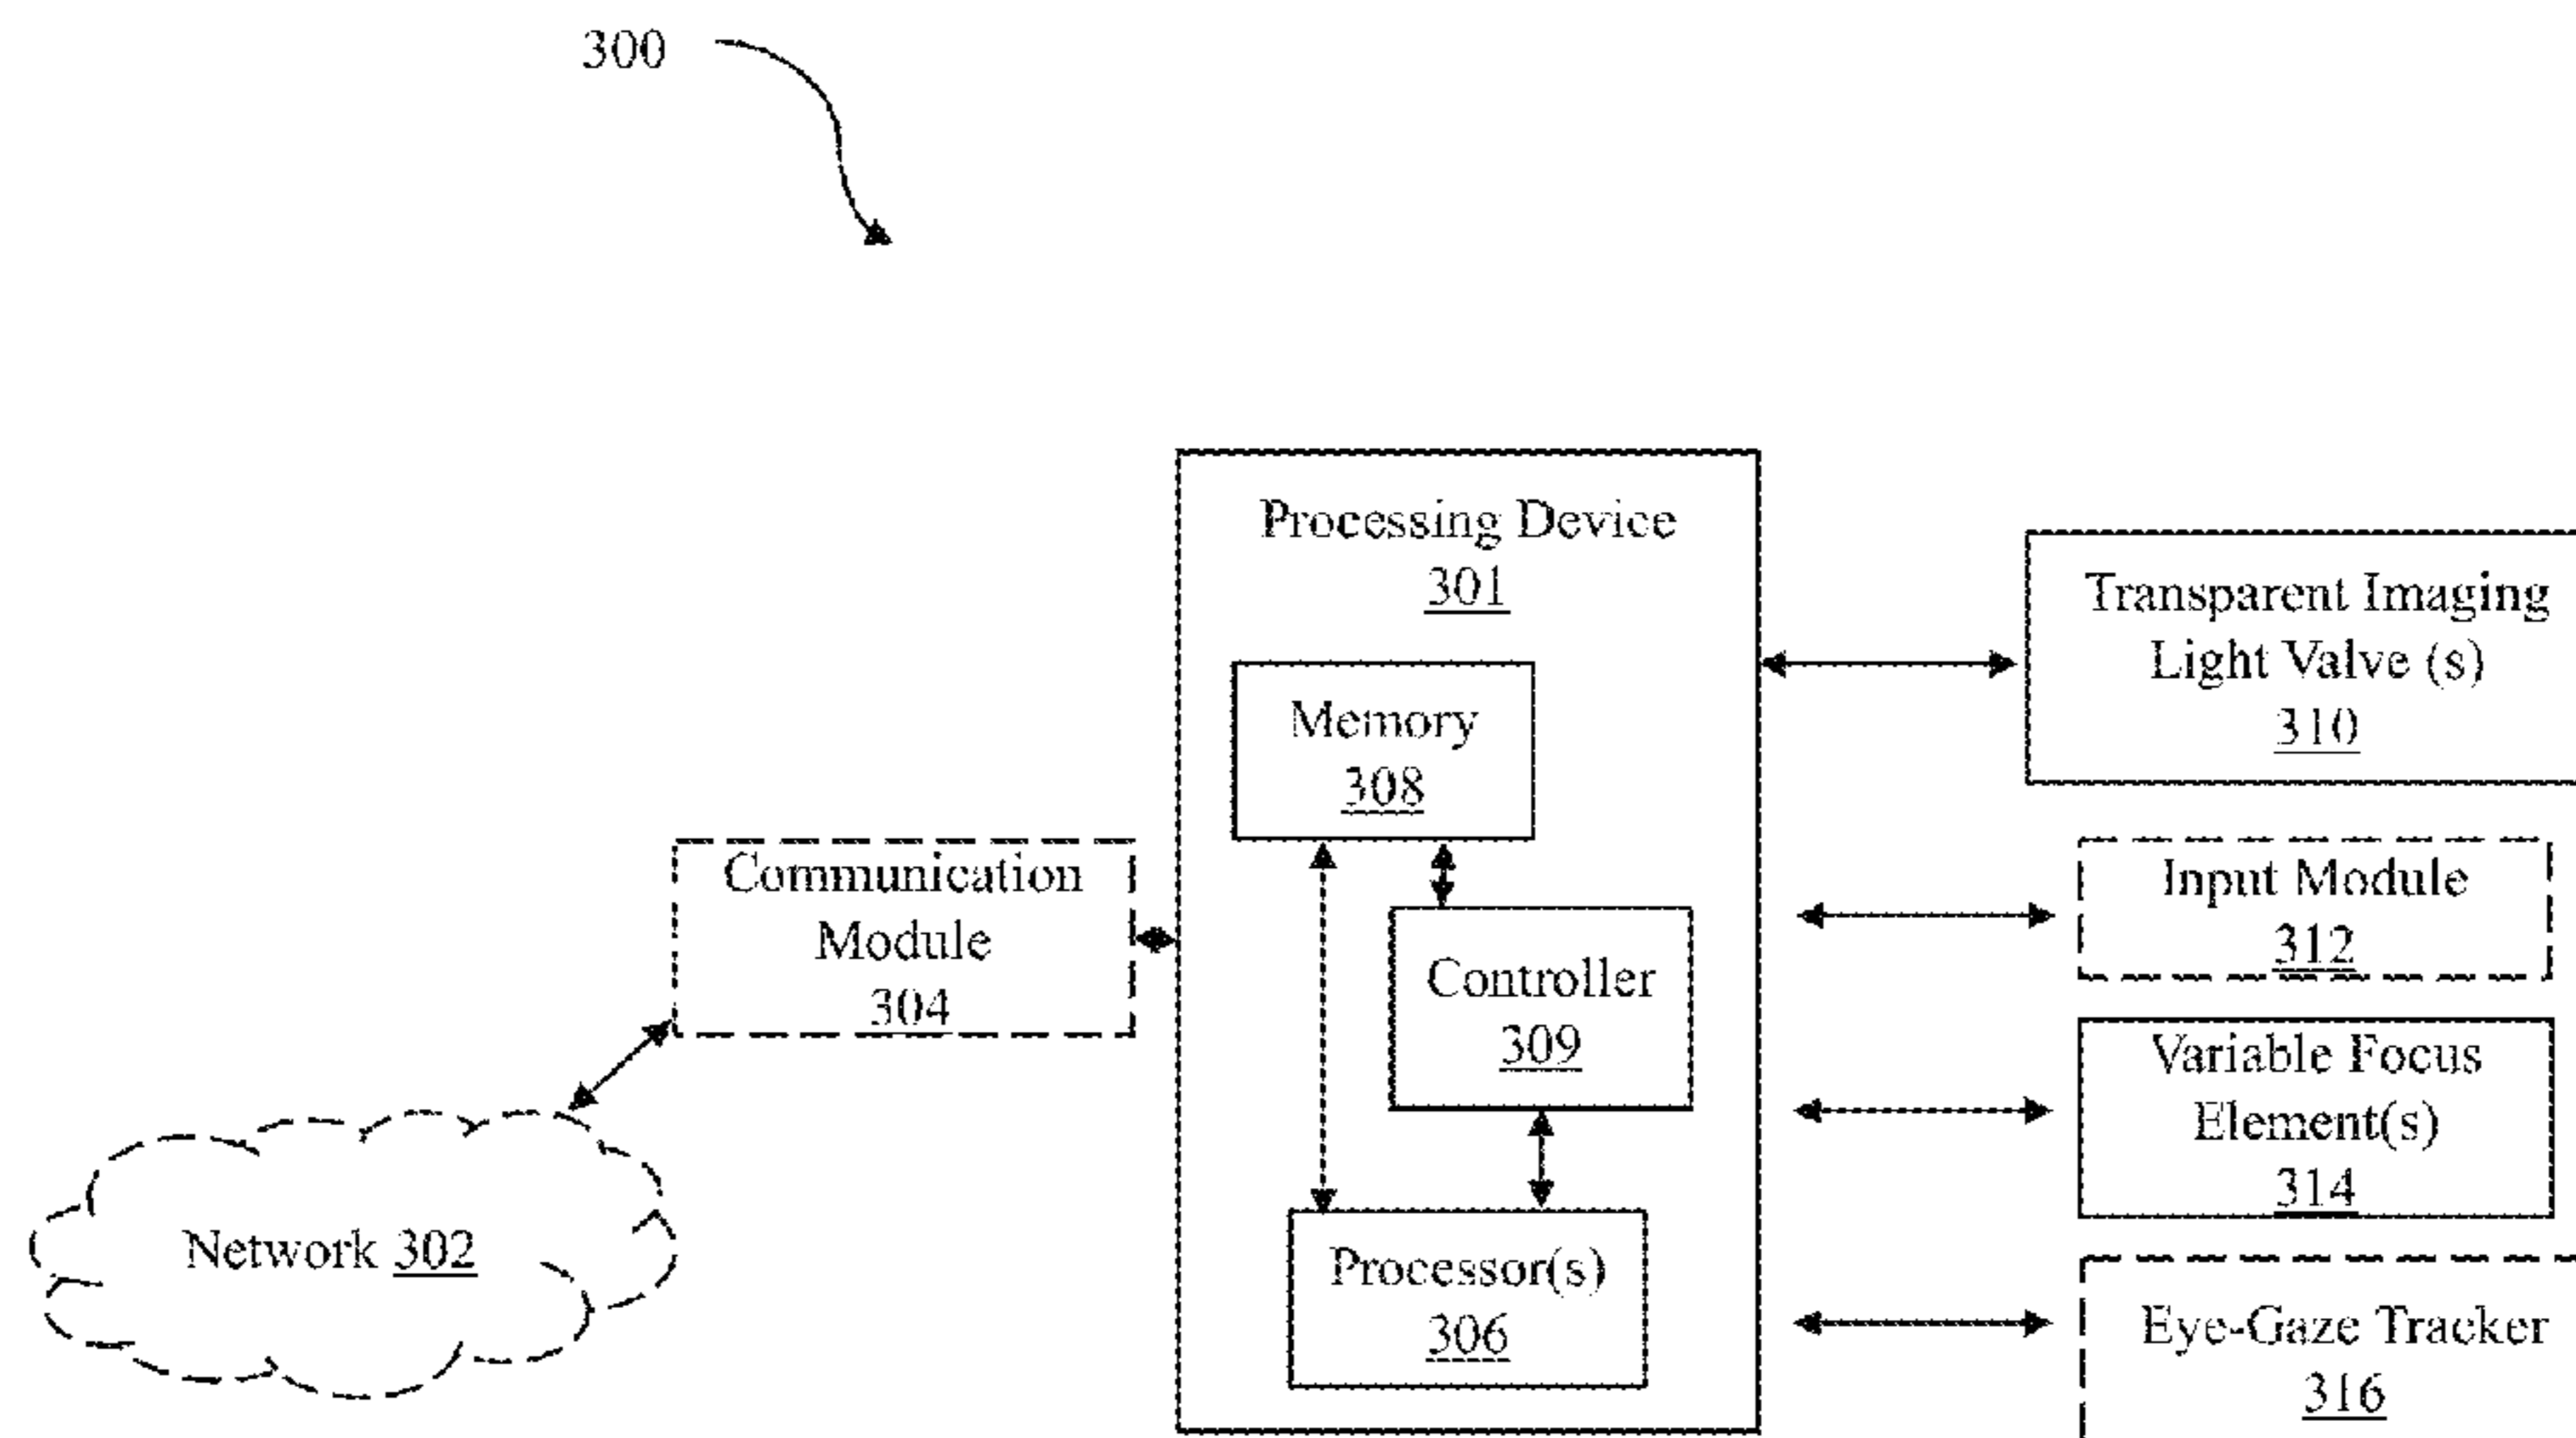 300
Processing Device
301
Transparent Imaging
Light Valve (s)
310
Memory
308
Communication
Module
304
Input Module
312
Controller
309
Variable Focus
Element(s)
314
Network 302
Processor(s)
306
Eye-Gaze Tracker
316